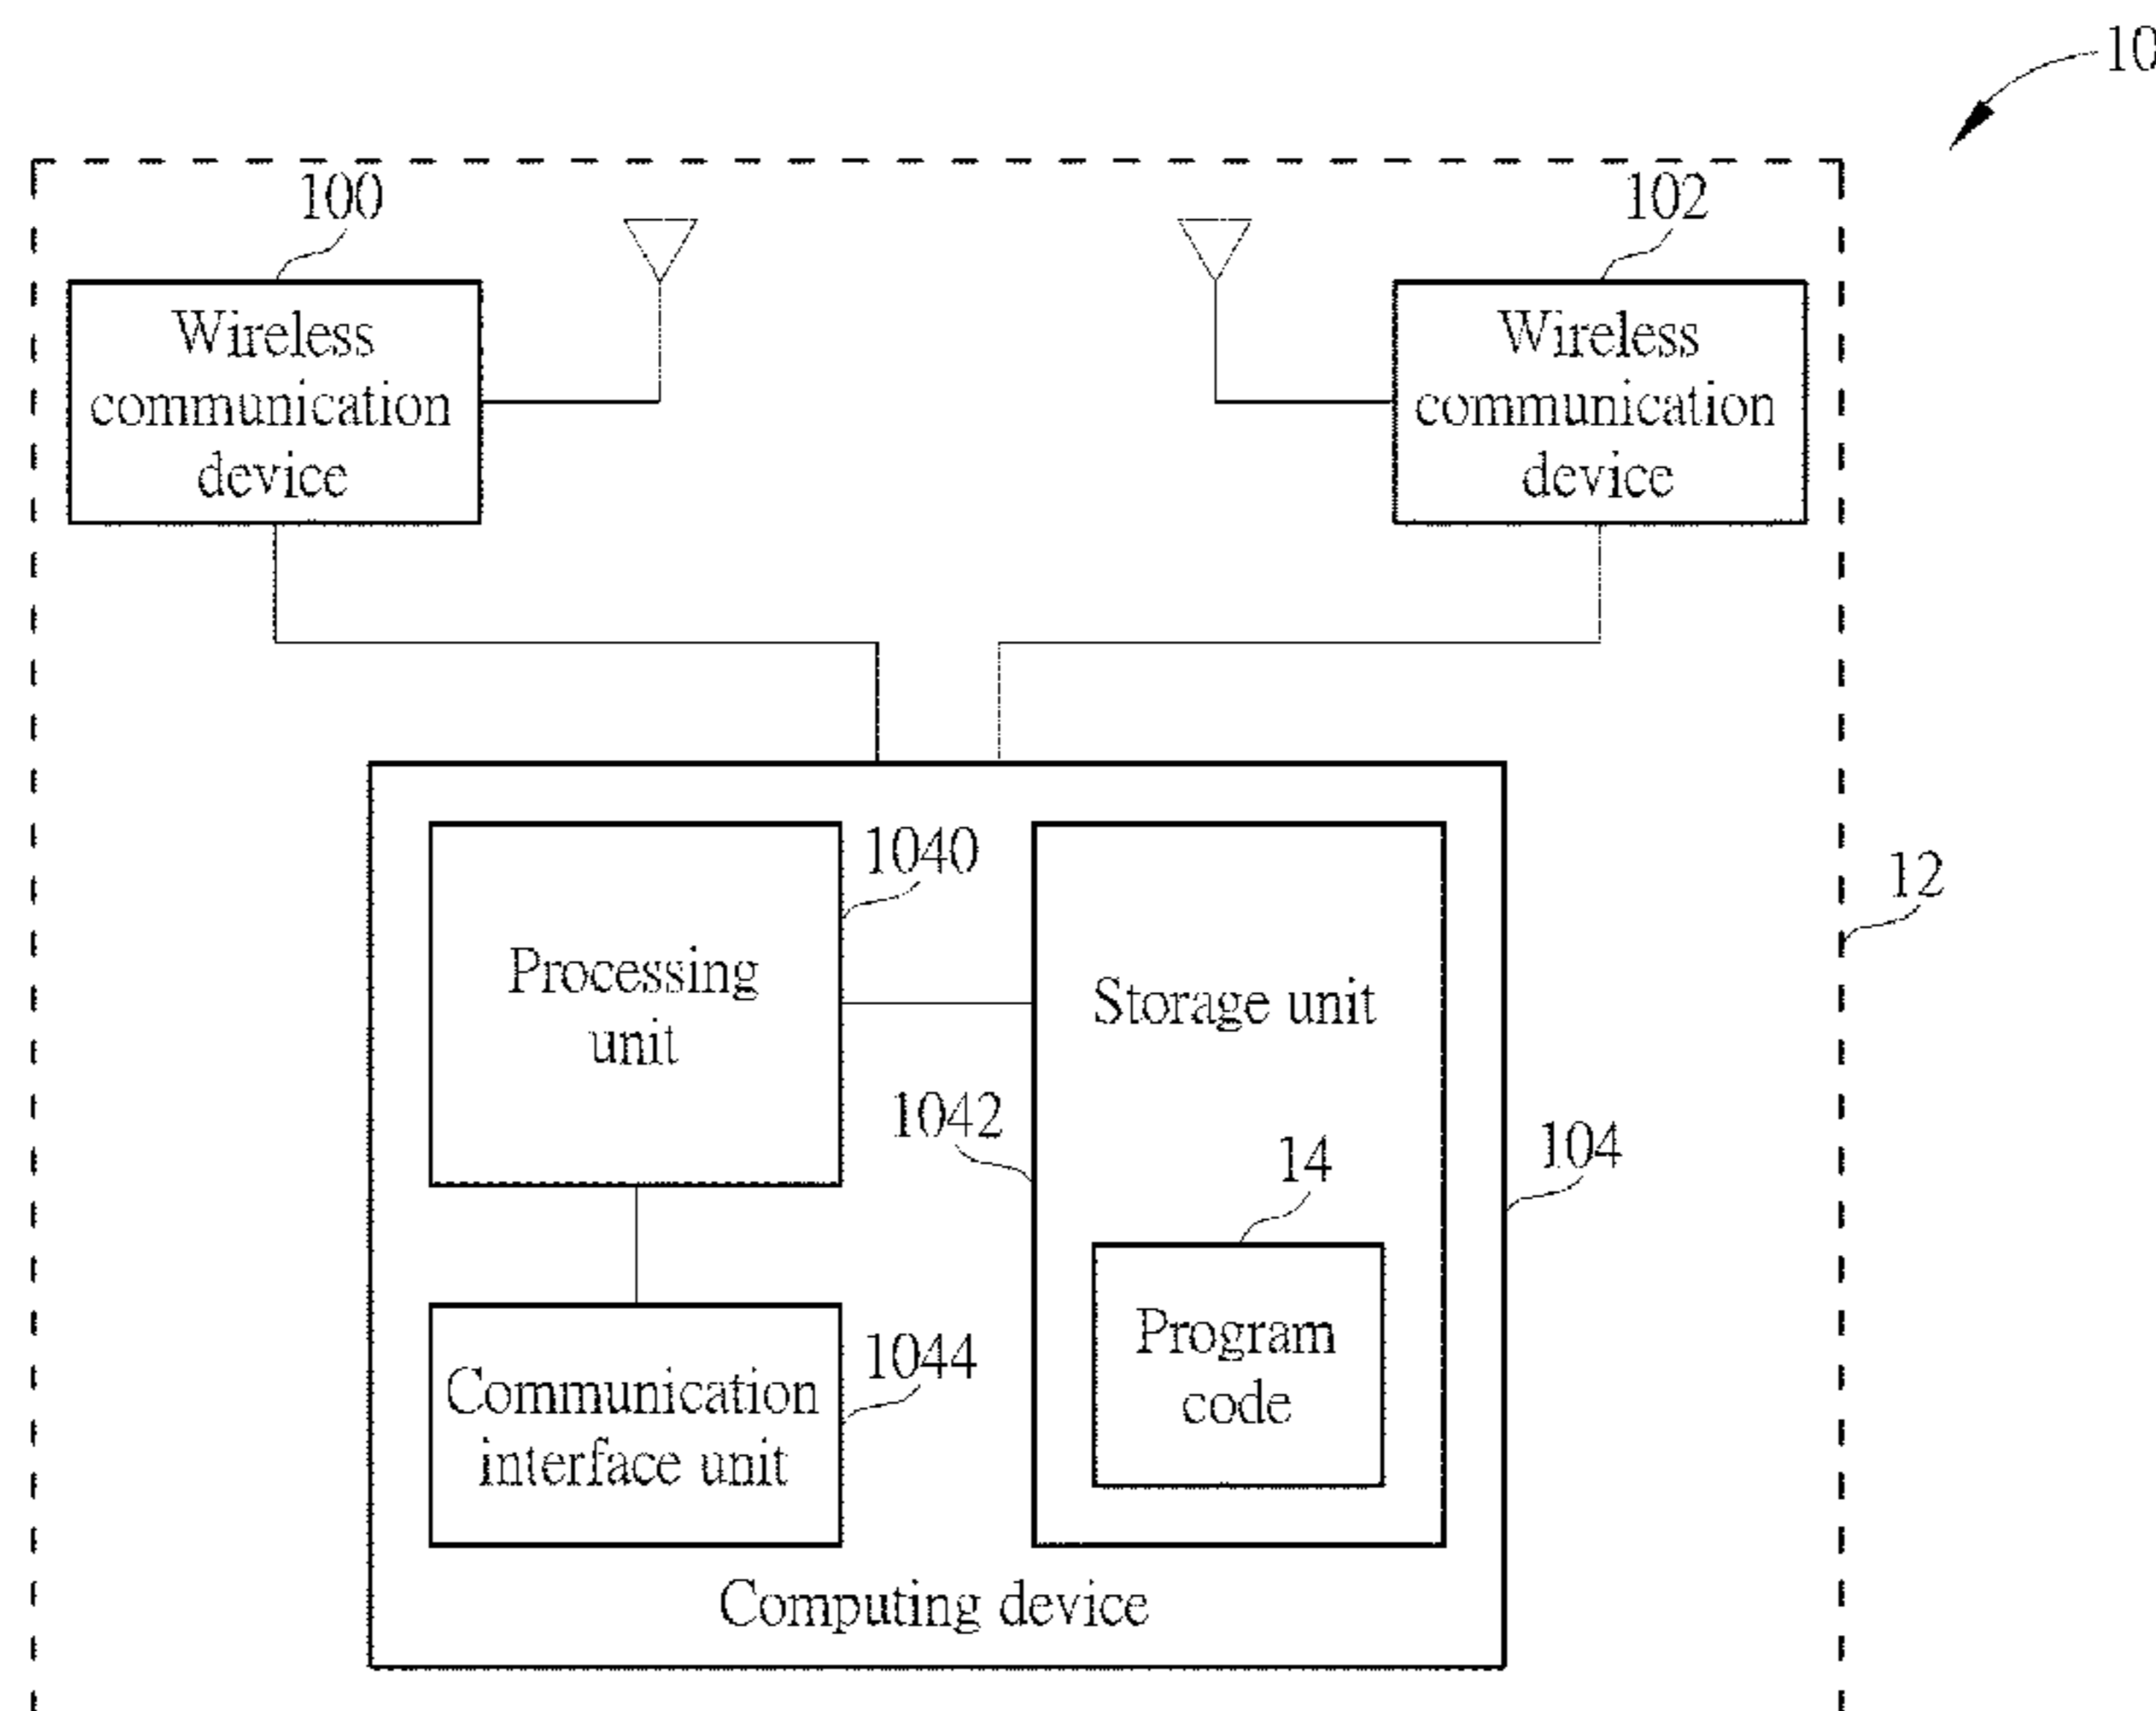 10
100
102
Wireless
communication
device
Wireless
communication
device
1040
12
Processing
unit
Storage unit
1042
104
14
1044
Program
code
Communication
interface unit
Computing device